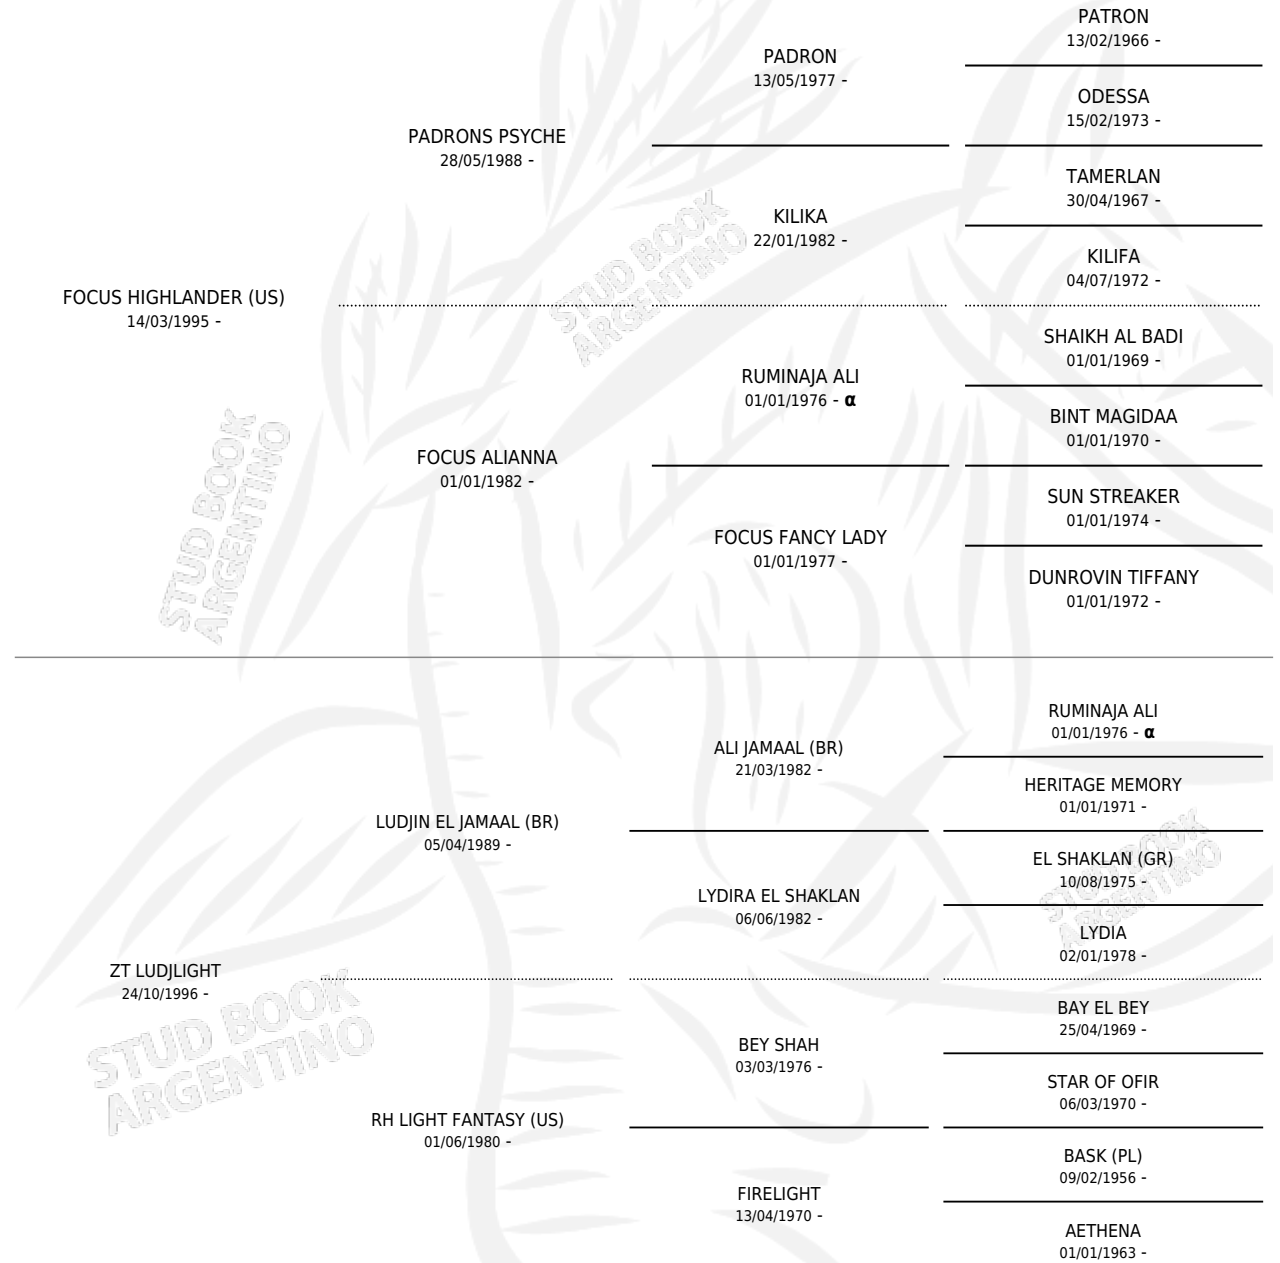 PATRON
13/02/1966 -
PADRON
13/05/1977 -
ODESSA
15/02/1973 -
PADRONS PSYCHE
28/05/1988 -
TAMERLAN
30/04/1967 -
KILIKA
22/01/1982 -
KILIFA
04/07/1972 -
FOCUS HIGHLANDER (US)
14/03/1995 -
SHAIKH AL BADI
01/01/1969 -
RUMINAJA ALI
01/01/1976 - α
BINT MAGIDAA
01/01/1970 -
FOCUS ALIANNA
01/01/1982 -
SUN STREAKER
01/01/1974 -
FOCUS FANCY LADY
01/01/1977 -
DUNROVIN TIFFANY
01/01/1972 -
STUD BOOK
ARGENTINO
STUD BOOK
ARGENTINO
RUMINAJA ALI
01/01/1976 - α
ALI JAMAAL (BR)
21/03/1982 -
HERITAGE MEMORY
01/01/1971 -
LUDJIN EL JAMAAL (BR)
05/04/1989 -
EL SHAKLAN (GR)
10/08/1975 -
LYDIRA EL SHAKLAN
06/06/1982 -
LYDIA
02/01/1978 -
ZT LUDJLIGHT
24/10/1996 -
BAY EL BEY
25/04/1969 -
BEY SHAH
03/03/1976 -
STAR OF OFIR
06/03/1970 -
RH LIGHT FANTASY (US)
01/06/1980 -
BASK (PL)
09/02/1956 -
FIRELIGHT
13/04/1970 -
AETHENA
01/01/1963 -
STUD BOOK
ARGENTINO
STUD BOOK
ARGENTINO